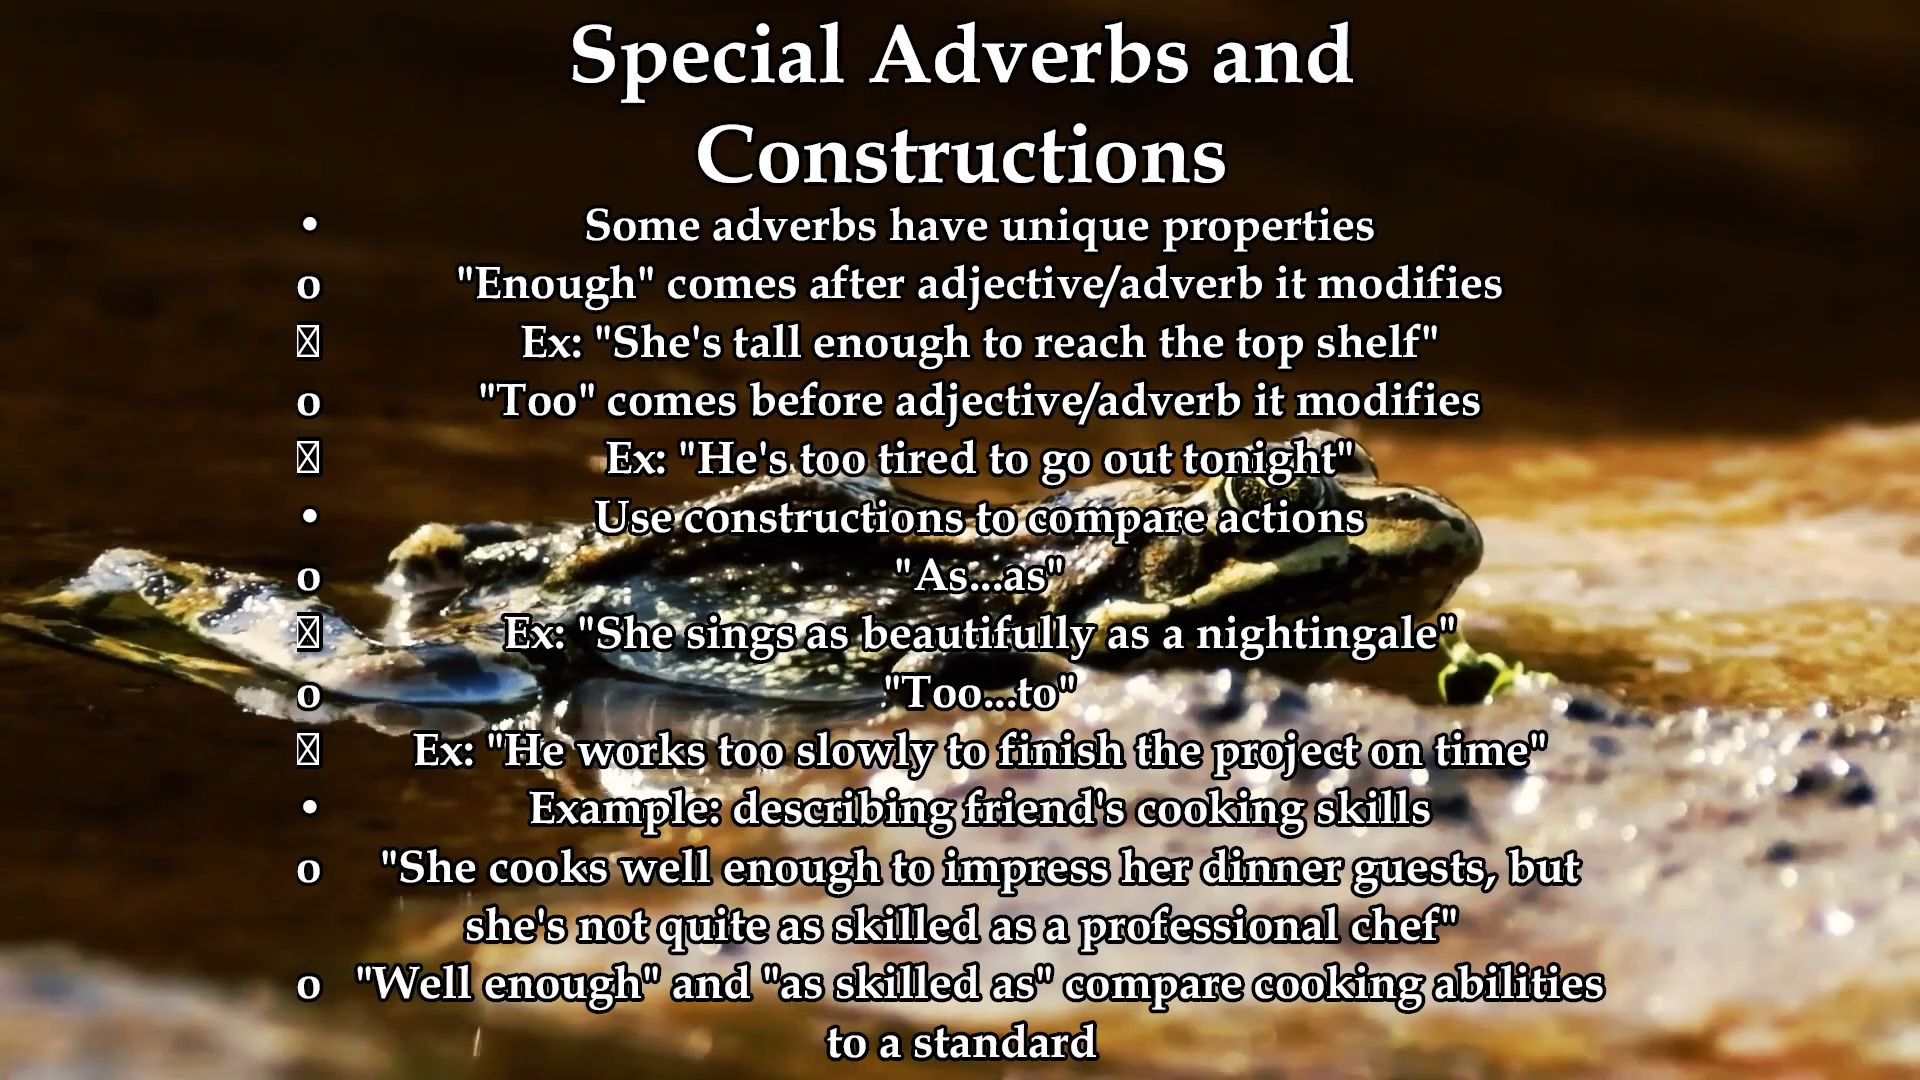 Special Adverbs and
Constructions
• Some adverbs have unique properties
o "Enough" comes after adjective/adverb it modifies
Ex: "She's tall enough to reach the top shelf"
o "Too" comes before adjective/adverb it modifies
Ex: "He's too tired to go out tonight"
• Use constructions to compare actions
o "As...as"
Ex: "She sings as beautifully as a nightingale"
o "Too...to"
Ex: "He works too slowly to finish the project on time"
• Example: describing friend's cooking skills
o "She cooks well enough to impress her dinner guests, but
she's not quite as skilled as a professional chef"
o "Well enough" and "as skilled as" compare cooking abilities
to a standard